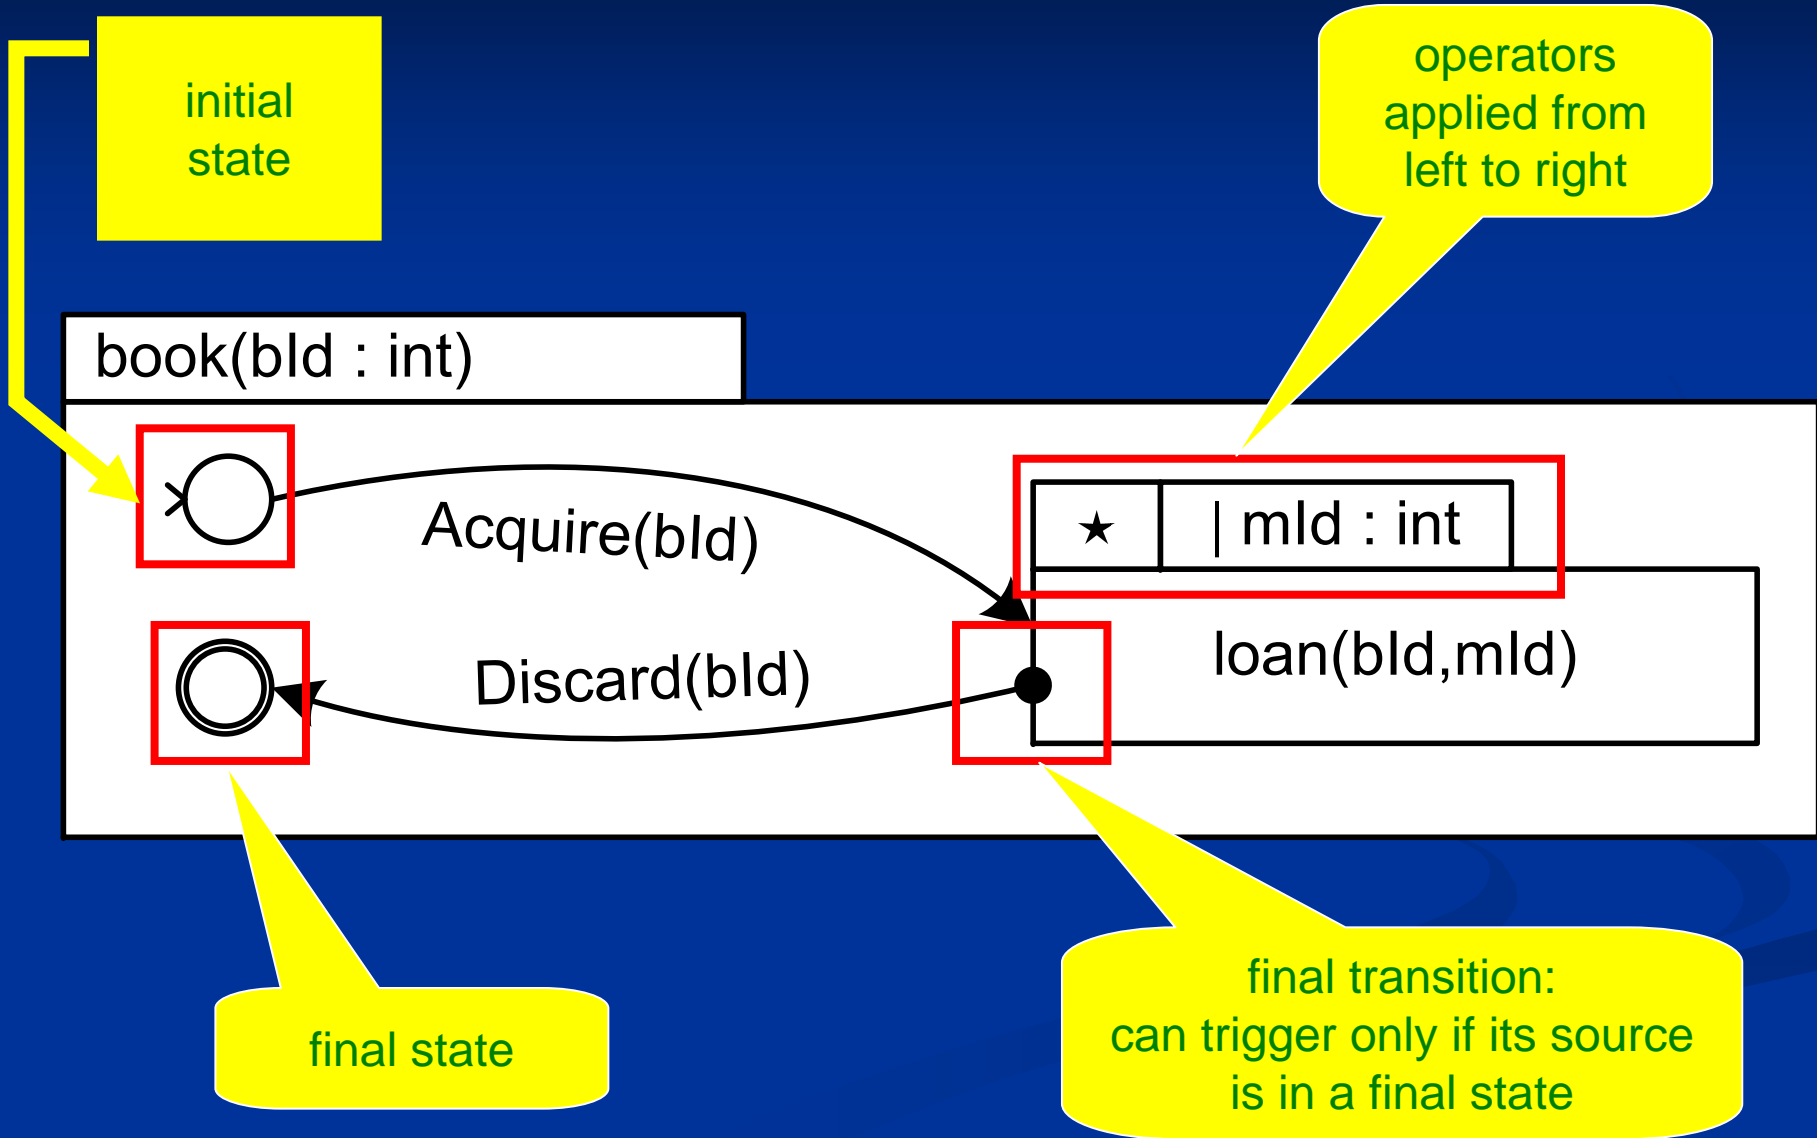 initial
state
operators
applied from
left to right
book(bId : int)
Acquire(bId)
★ | mId : int
loan(bId,mId)
Discard(bId)
final state
final transition:
can trigger only if its source
is in a final state